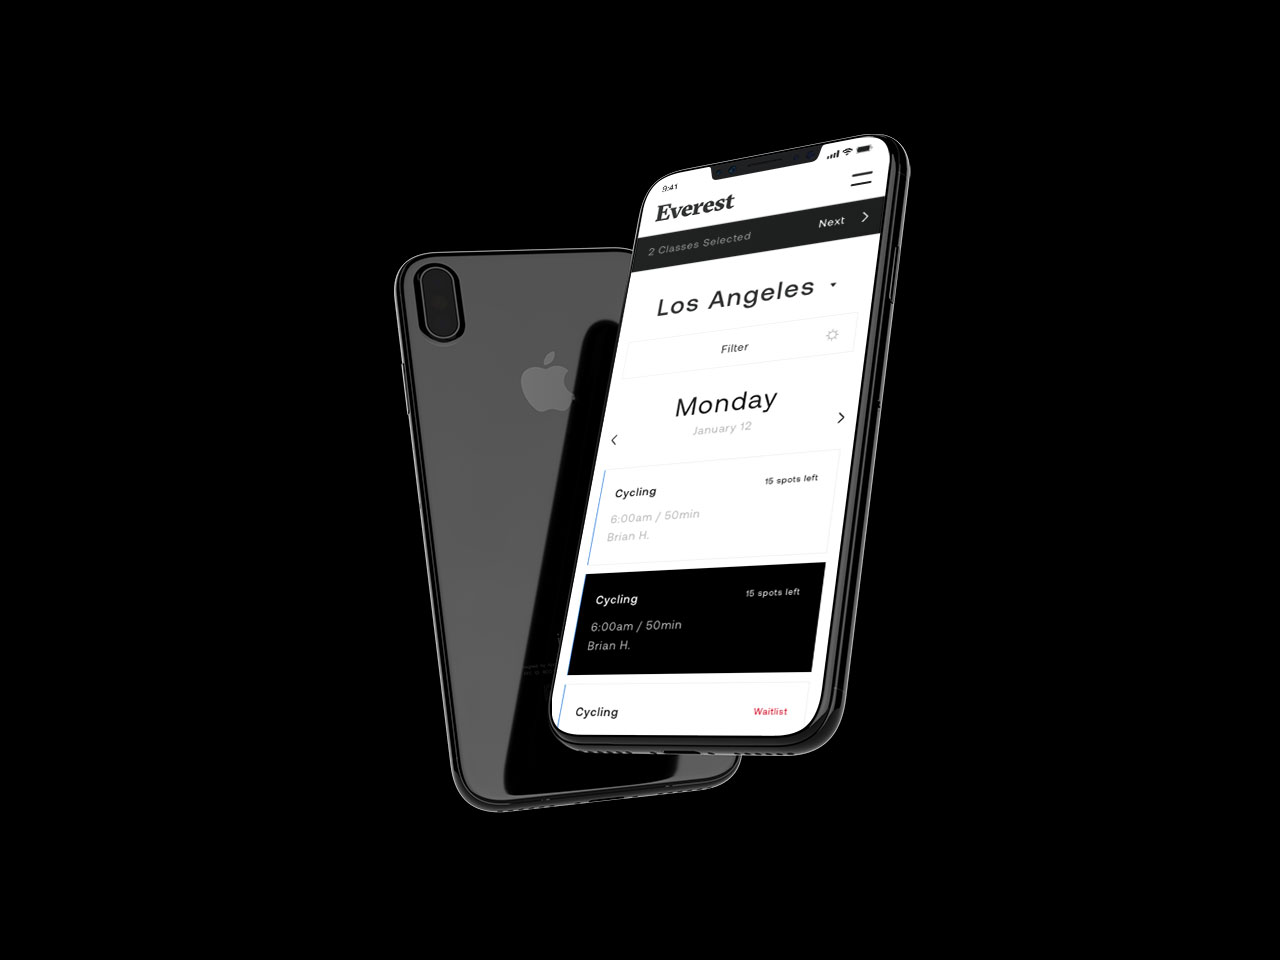 9:41
Everest
2 Classes Selected
Next
Los Angeles
Filter
Monday
January 12
Cycling
15 spots left
6:00am / 50min
Brian H.
Cycling
15 spots left
6:00am / 50min
Brian H.
Cycling
Waitlist